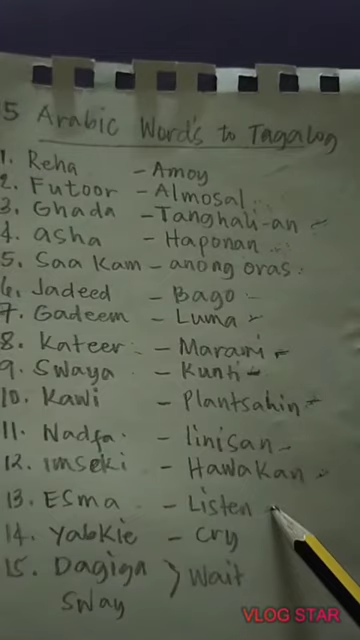 5 Arabic Words to Tagalog
1. Reha - Amoy
2. Futoor - Almosal
3. Ghada - Tanghali-an
4. asha - Haponan
5. Saa Kam - anong oras
6. Jadeed - Bago
7. Gadeem - Luma
8. Kateer - Marami
9. Swaya - Kunti
10. Kawi - Plantsahin
11. Nadfa - linisan
12. imseki - Hawakan
13. ESma - Listen
14. Yabkie - Cry
15. Dagiga } Wait
Sway
VLOG STAR